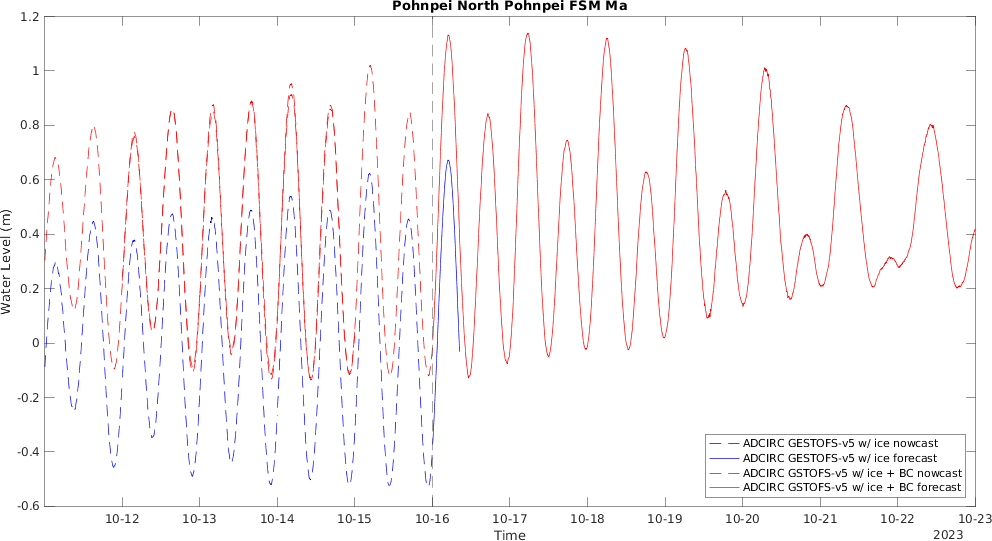 Pohnpei North Pohnpei FSM Ma
1.2
1
0.8
0.6
0.4
0.2
0
-0.2
-0.4
-0.6
Water Level (m)
10-12 10-13 10-14 10-15 10-16 10-17 10-18 10-19 10-20 10-21 10-22 10-23
Time
2023
ADCIRC GESTOFS-v5 w/ ice nowcast
ADCIRC GESTOFS-v5 w/ ice forecast
ADCIRC GSTOFS-v5 w/ ice + BC nowcast
ADCIRC GSTOFS-v5 w/ ice + BC forecast